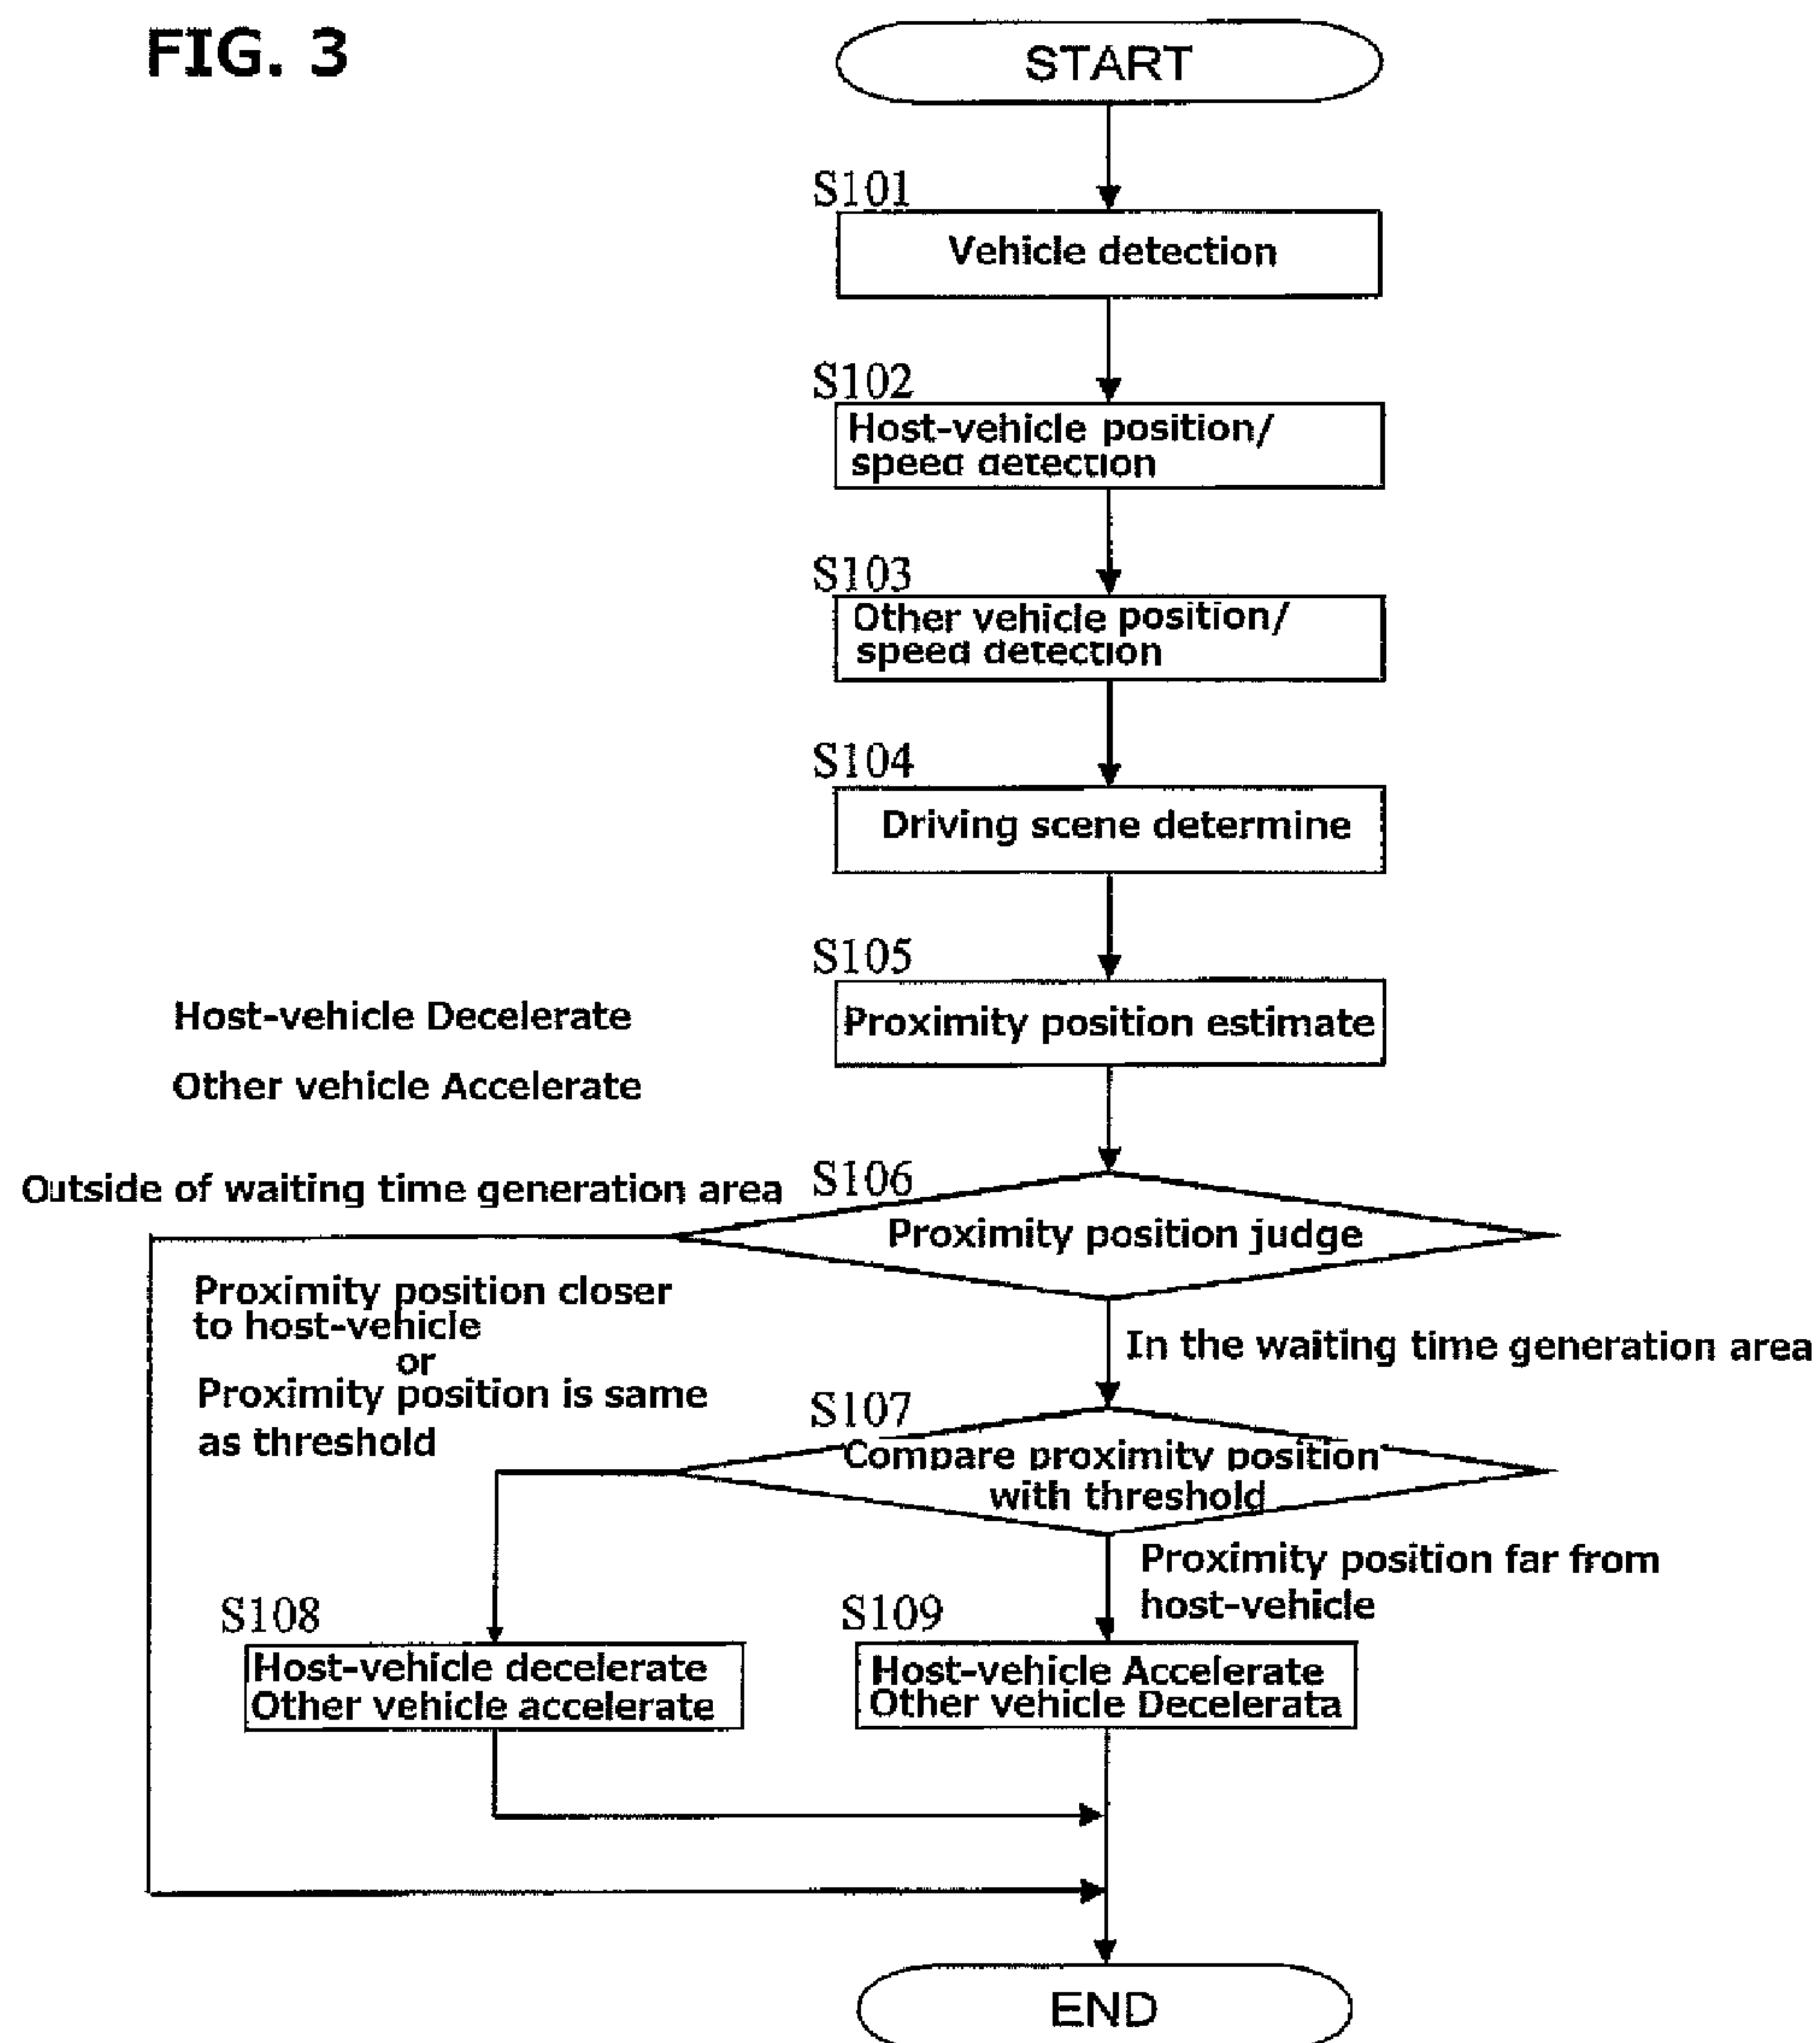 FIG. 3
START
S101
Vehicle detection
S102
Host-vehicle position/
speed detection
S103
Other vehicle position/
speed detection
S104
Driving scene determine
S105
Proximity position estimate
Host-vehicle Decelerate
Other vehicle Accelerate
Outside of waiting time generation area
S106
Proximity position judge
Proximity position closer
to host-vehicle
or
Proximity position is same
as threshold
In the waiting time generation area
S107
Compare proximity position
with threshold
Proximity position far from
host-vehicle
S108
Host-vehicle decelerate
Other vehicle accelerate
S109
Host-vehicle Accelerate
Other vehicle Decelerata
END